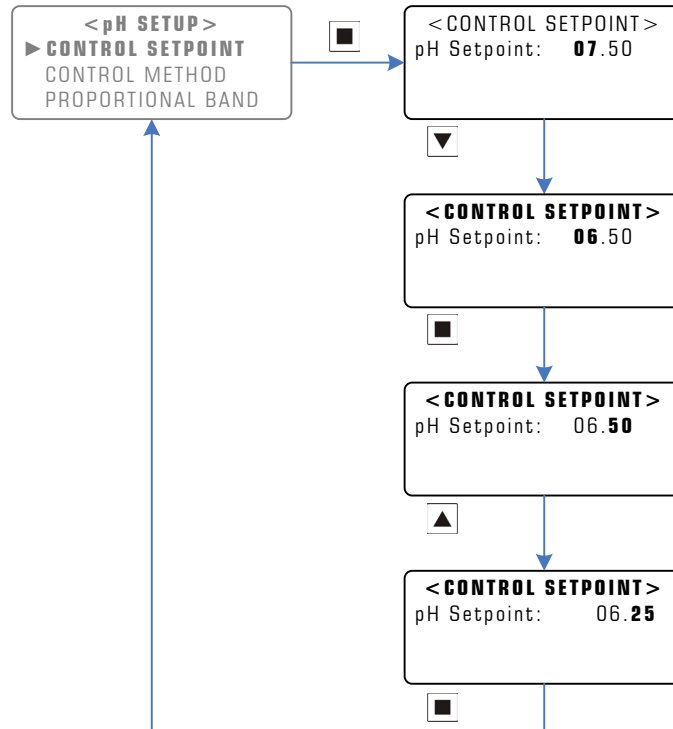 <pH SETUP>
▶ CONTROL SETPOINT
CONTROL METHOD
PROPORTIONAL BAND
<CONTROL SETPOINT>
pH Setpoint: 07.50
<CONTROL SETPOINT>
pH Setpoint: 06.50
<CONTROL SETPOINT>
pH Setpoint: 06.50
<CONTROL SETPOINT>
pH Setpoint: 06.25